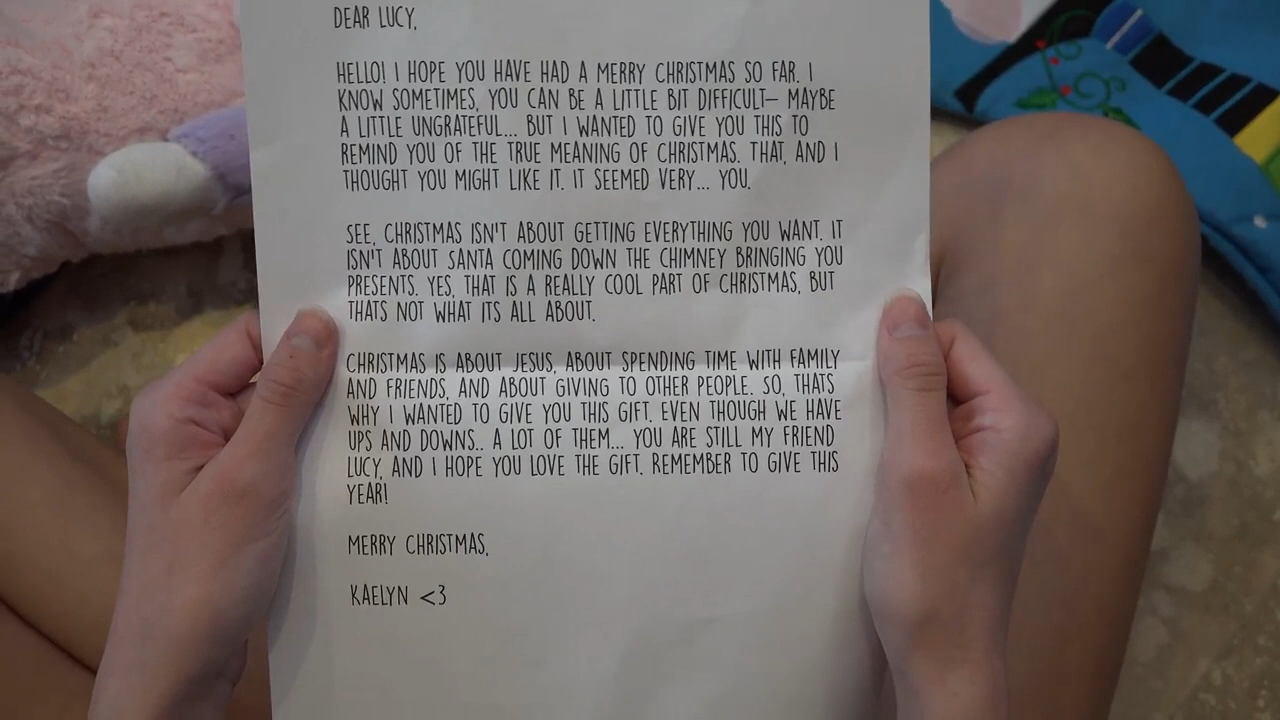 DEAR LUCY,
HELLO! I HOPE YOU HAVE HAD A MERRY CHRISTMAS SO FAR. I
KNOW SOMETIMES, YOU CAN BE A LITTLE BIT DIFFICULT– MAYBE
A LITTLE UNGRATEFUL... BUT I WANTED TO GIVE YOU THIS TO
REMIND YOU OF THE TRUE MEANING OF CHRISTMAS. THAT, AND I
THOUGHT YOU MIGHT LIKE IT. IT SEEMED VERY... YOU.
SEE, CHRISTMAS ISN'T ABOUT GETTING EVERYTHING YOU WANT. IT
ISN'T ABOUT SANTA COMING DOWN THE CHIMNEY BRINGING YOU
PRESENTS. YES, THAT IS A REALLY COOL PART OF CHRISTMAS, BUT
THATS NOT WHAT ITS ALL ABOUT.
CHRISTMAS IS ABOUT JESUS, ABOUT SPENDING TIME WITH FAMILY
AND FRIENDS, AND ABOUT GIVING TO OTHER PEOPLE. SO, THATS
WHY I WANTED TO GIVE YOU THIS GIFT. EVEN THOUGH WE HAVE
UPS AND DOWNS.. A LOT OF THEM... YOU ARE STILL MY FRIEND
LUCY, AND I HOPE YOU LOVE THE GIFT. REMEMBER TO GIVE THIS
YEAR!
MERRY CHRISTMAS,
KAELYN <3